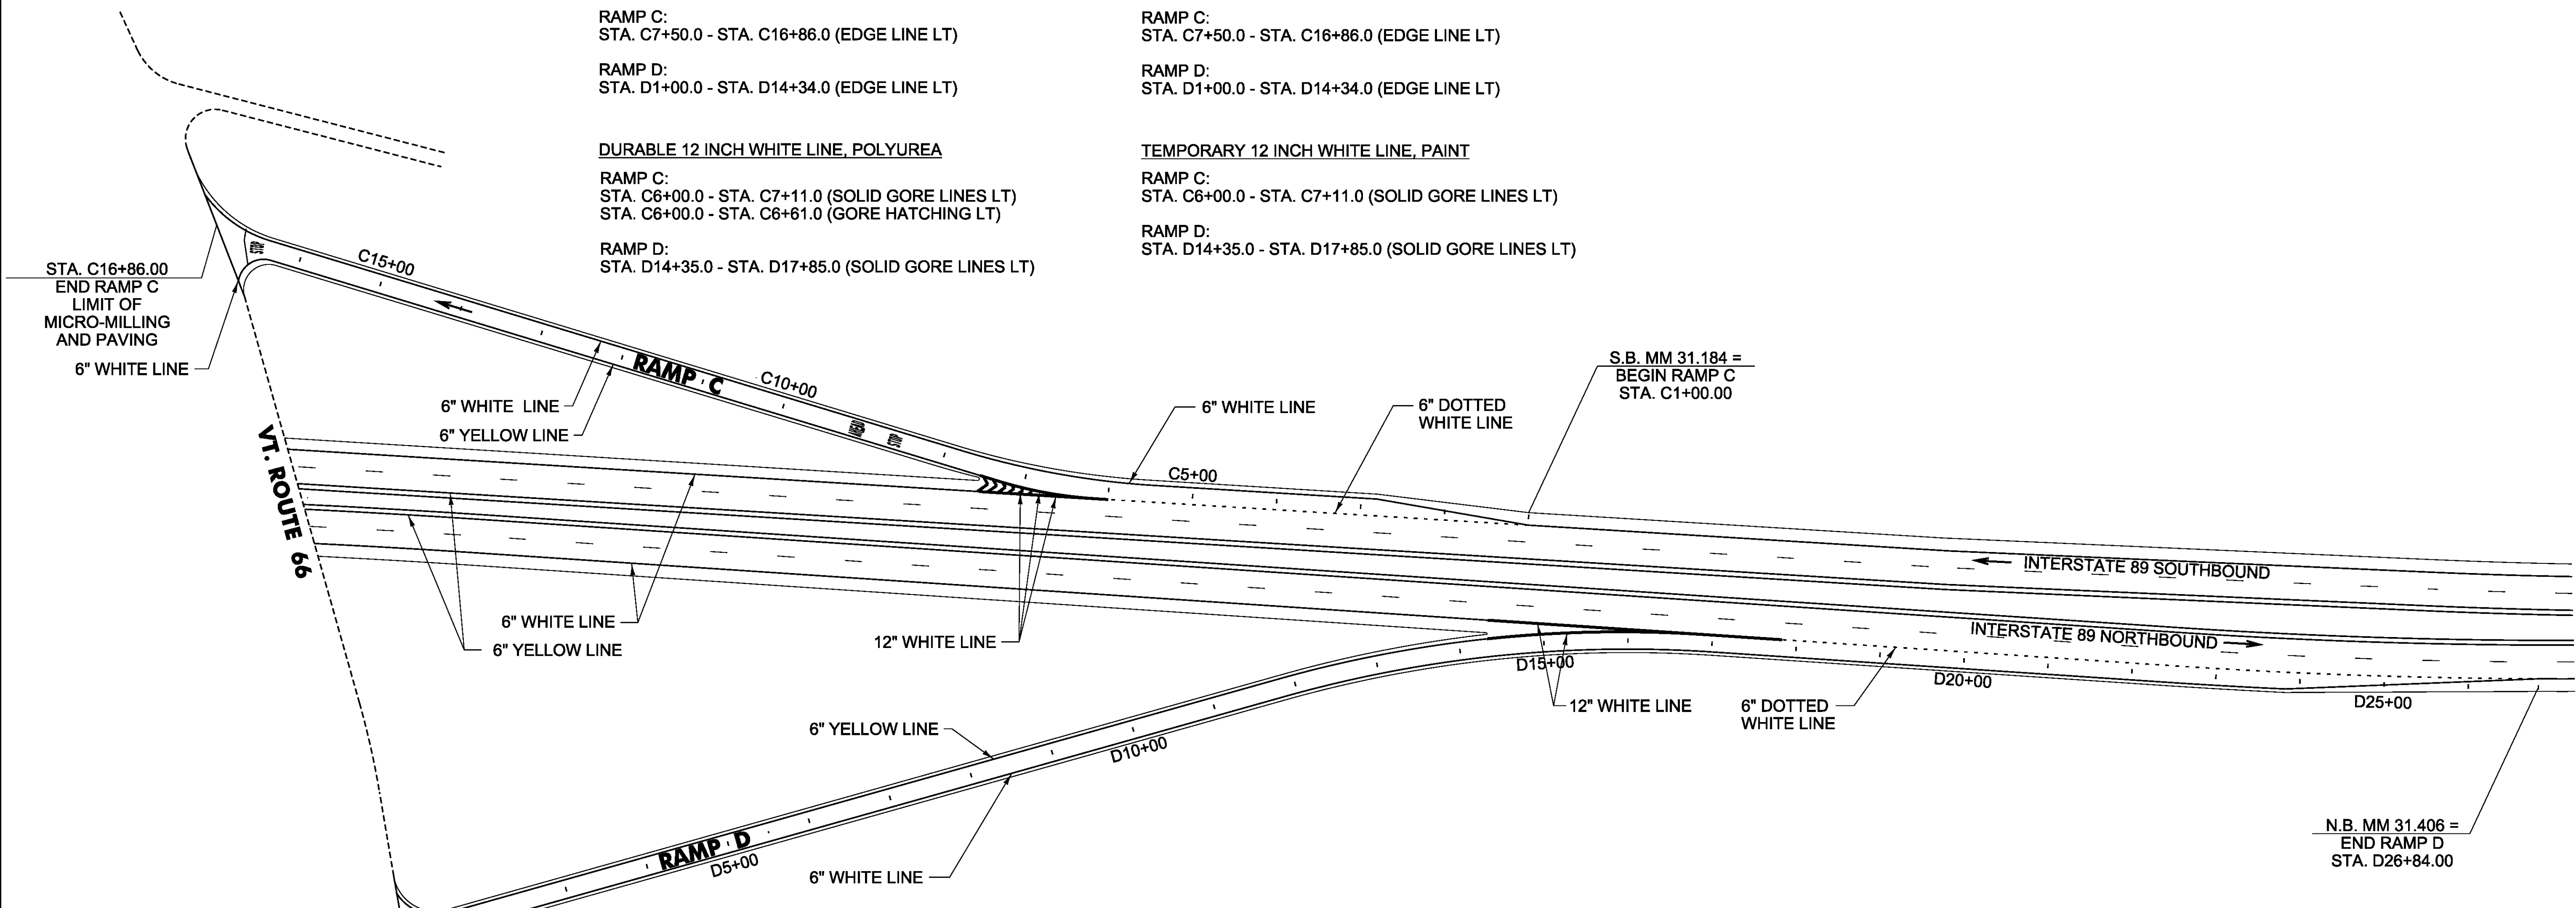 RAMP C:
STA. C7+50.0 - STA. C16+86.0 (EDGE LINE LT)
RAMP D:
STA. D1+00.0 - STA. D14+34.0 (EDGE LINE LT)
DURABLE 12 INCH WHITE LINE, POLYUREA
RAMP C:
STA. C6+00.0 - STA. C7+11.0 (SOLID GORE LINES LT)
STA. C6+00.0 - STA. C6+61.0 (GORE HATCHING LT)
RAMP D:
STA. D14+35.0 - STA. D17+85.0 (SOLID GORE LINES LT)
RAMP C:
STA. C7+50.0 - STA. C16+86.0 (EDGE LINE LT)
RAMP D:
STA. D1+00.0 - STA. D14+34.0 (EDGE LINE LT)
TEMPORARY 12 INCH WHITE LINE, PAINT
RAMP C:
STA. C6+00.0 - STA. C7+11.0 (SOLID GORE LINES LT)
RAMP D:
STA. D14+35.0 - STA. D17+85.0 (SOLID GORE LINES LT)
STA. C16+86.00
END RAMP C
LIMIT OF
MICRO-MILLING
AND PAVING
6" WHITE LINE
STOP
C15+00
RAMP C
C10+00
6" WHITE LINE
6" YELLOW LINE
AHEAD
STOP
6" WHITE LINE
C5+00
6" DOTTED
WHITE LINE
S.B. MM 31.184 =
BEGIN RAMP C
STA. C1+00.00
VT. ROUTE 66
INTERSTATE 89 SOUTHBOUND
INTERSTATE 89 NORTHBOUND
6" WHITE LINE
6" YELLOW LINE
12" WHITE LINE
D15+00
12" WHITE LINE
6" DOTTED
WHITE LINE
D20+00
D25+00
6" YELLOW LINE
D10+00
RAMP D
D5+00
6" WHITE LINE
N.B. MM 31.406 =
END RAMP D
STA. D26+84.00